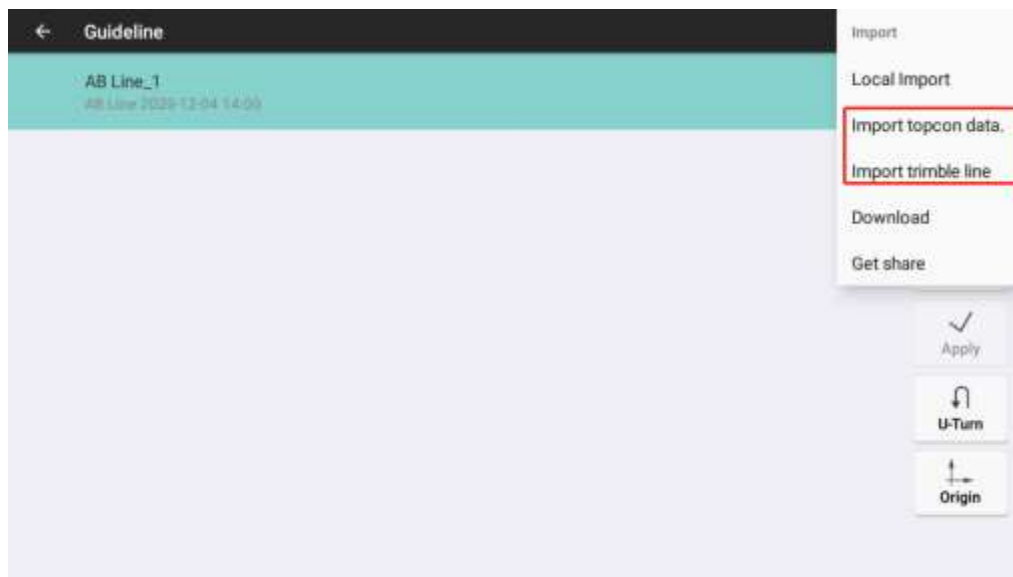 Guideline
AB Line_1
AB Line 2020-12-04 14:00
Import
Local Import
Import topcon data.
Import trimble line
Download
Get share
Apply
U-Turn
Origin